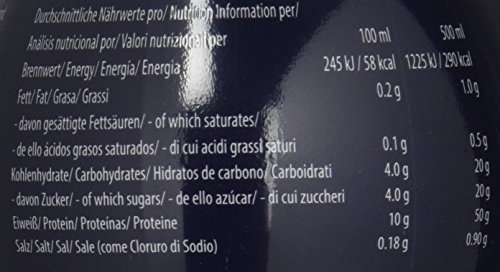 Durchschnittliche Nährwerte pro/ Nutrition Information per/
Análisis nutricional por/ Valori nutrizionali per 100 ml 500 ml
Brennwert/ Energy/ Energía/ Energia 245 kJ / 58 kcal 1225 kJ / 290 kcal
Fett/ Fat/ Grasa/ Grassi 0.2 g 1.0 g
- davon gesättigte Fettsäuren/ - of which saturates/
- de ello ácidos grasos saturados/ - di cui acidi grassi saturi 0.1 g 0.5 g
Kohlenhydrate/ Carbohydrates/ Hidratos de carbono/ Carboidrati 4.0 g 20 g
- davon Zucker/ - of which sugars/ - de ello azúcar/ - di cui zuccheri 4.0 g 20 g
Eiweiß/ Protein/ Proteínas/ Proteine 10 g 50 g
Salz/ Salt/ Sal/ Sale (come Cloruro di Sodio) 0.18 g 0.90 g